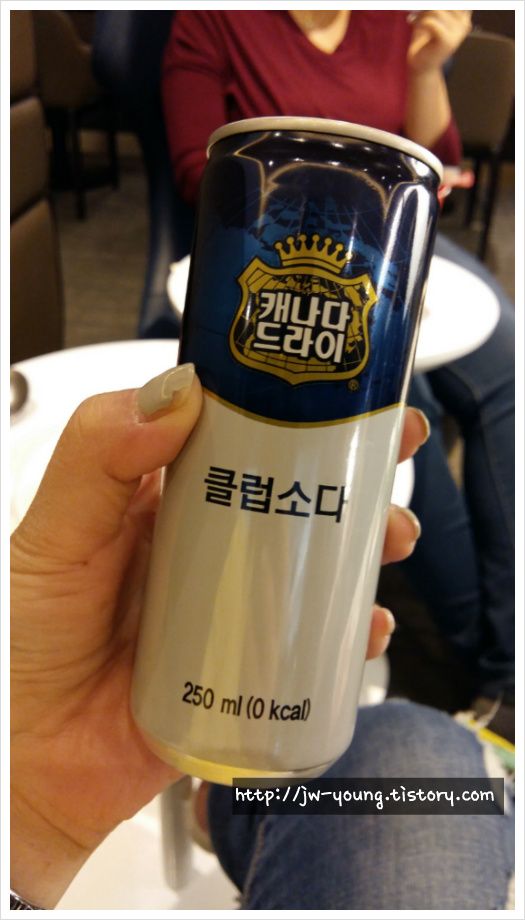 캐나다
드라이
®
클럽소다
250 ml (0 kcal)
http://jw-young.tistory.com